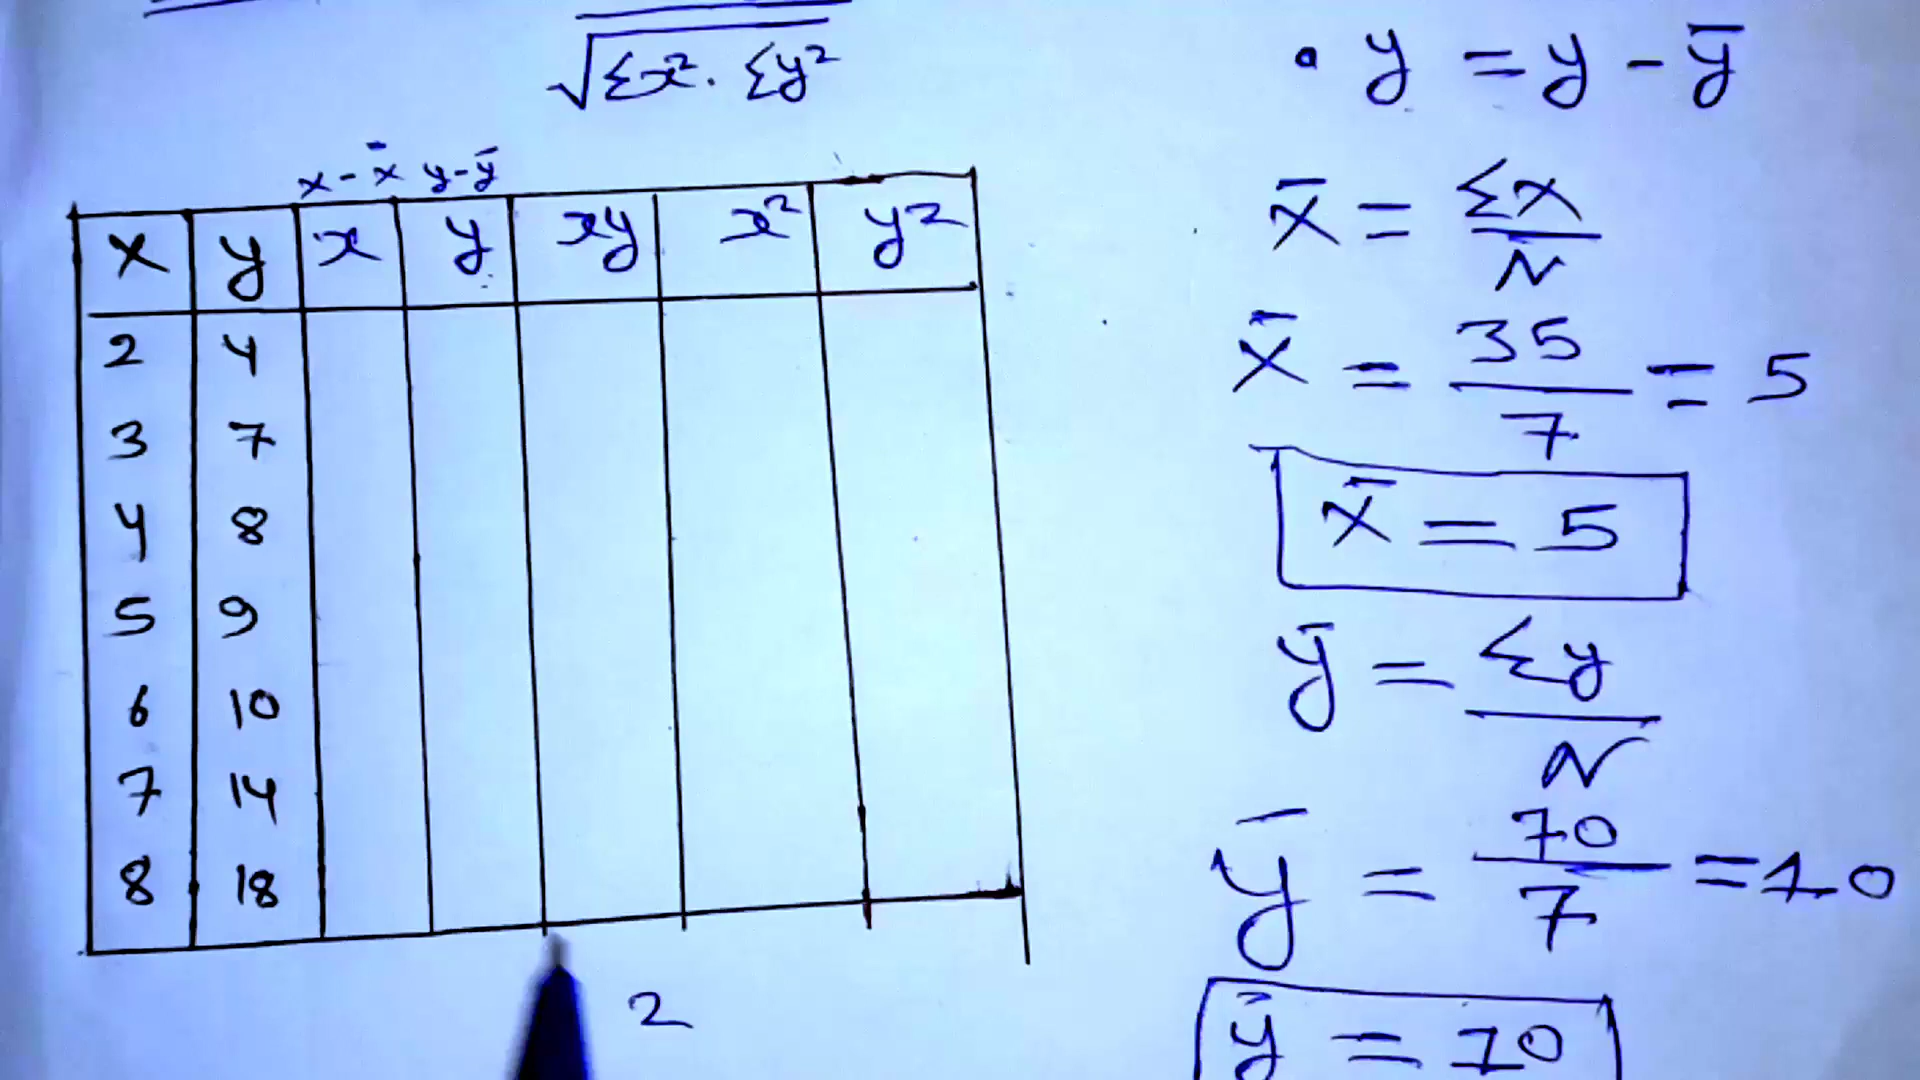 √Σx². Σy²
x-x̄ y-ȳ
X y x y xy x² y²
2 4
3 7
4 8
5 9
6 10
7 14
8 18
2
• y = y - ȳ
X̄ = ΣX / N
X̄ = 35 / 7 = 5
X̄ = 5
ȳ = Σy / N
ȳ = 70 / 7 = 10
ȳ = 10